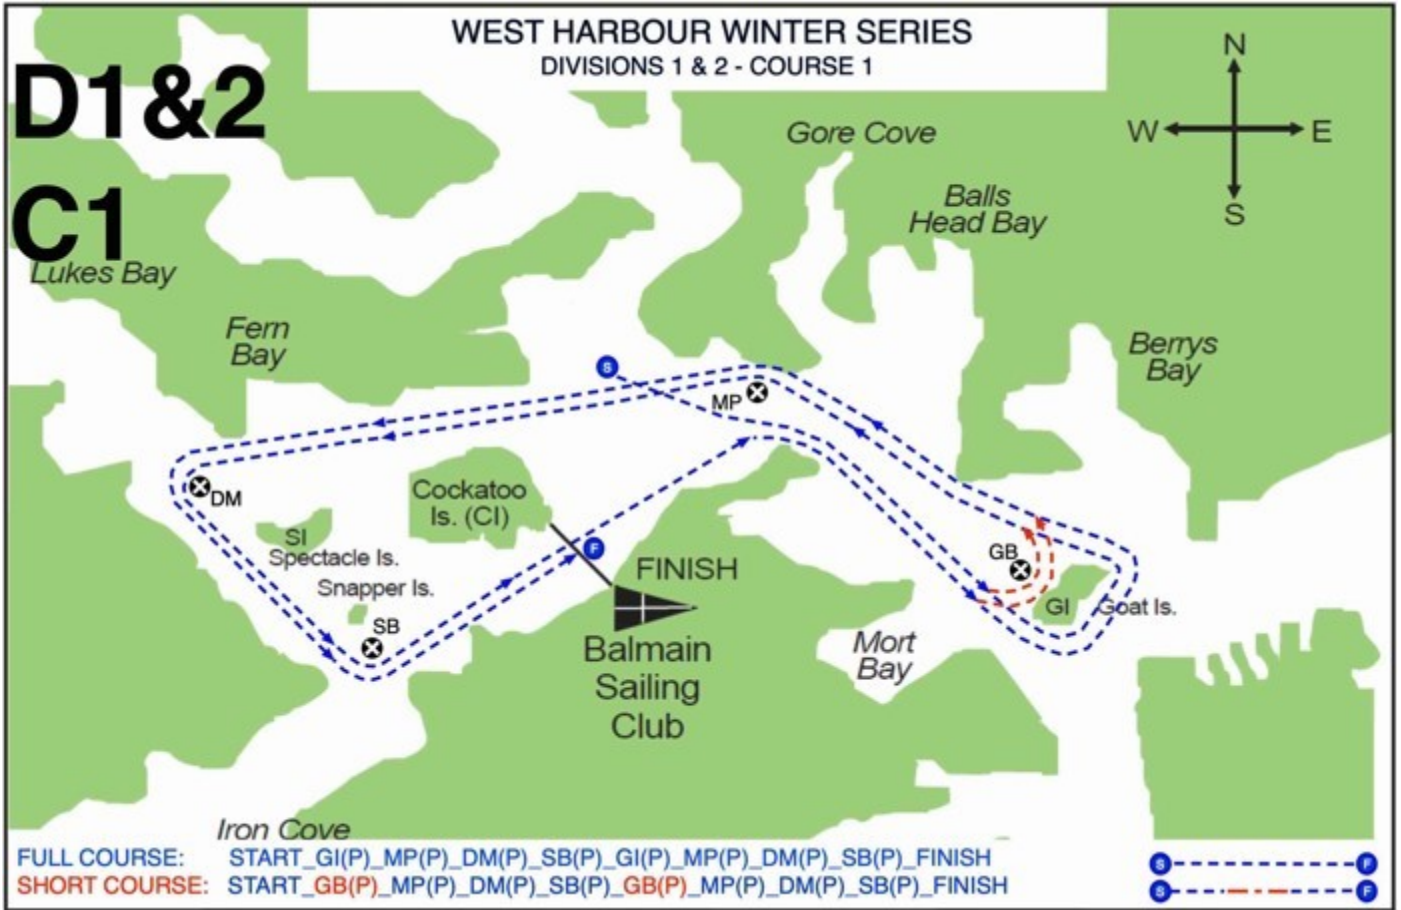 WEST HARBOUR WINTER SERIES
DIVISIONS 1 & 2 - COURSE 1
D1&2
C1
N
W
E
S
Gore Cove
Balls
Head Bay
Lukes Bay
Fern
Bay
Berrys
Bay
S
MP
DM
Cockatoo
Is. (CI)
SI
Spectacle Is.
Snapper Is.
SB
F
FINISH
GB
GI
Goat Is.
Balmain
Sailing
Club
Mort
Bay
Iron Cove
FULL COURSE: START_GI(P)_MP(P)_DM(P)_SB(P)_GI(P)_MP(P)_DM(P)_SB(P)_FINISH
S F
SHORT COURSE: START_GB(P)_MP(P)_DM(P)_SB(P)_GB(P)_MP(P)_DM(P)_SB(P)_FINISH
S F